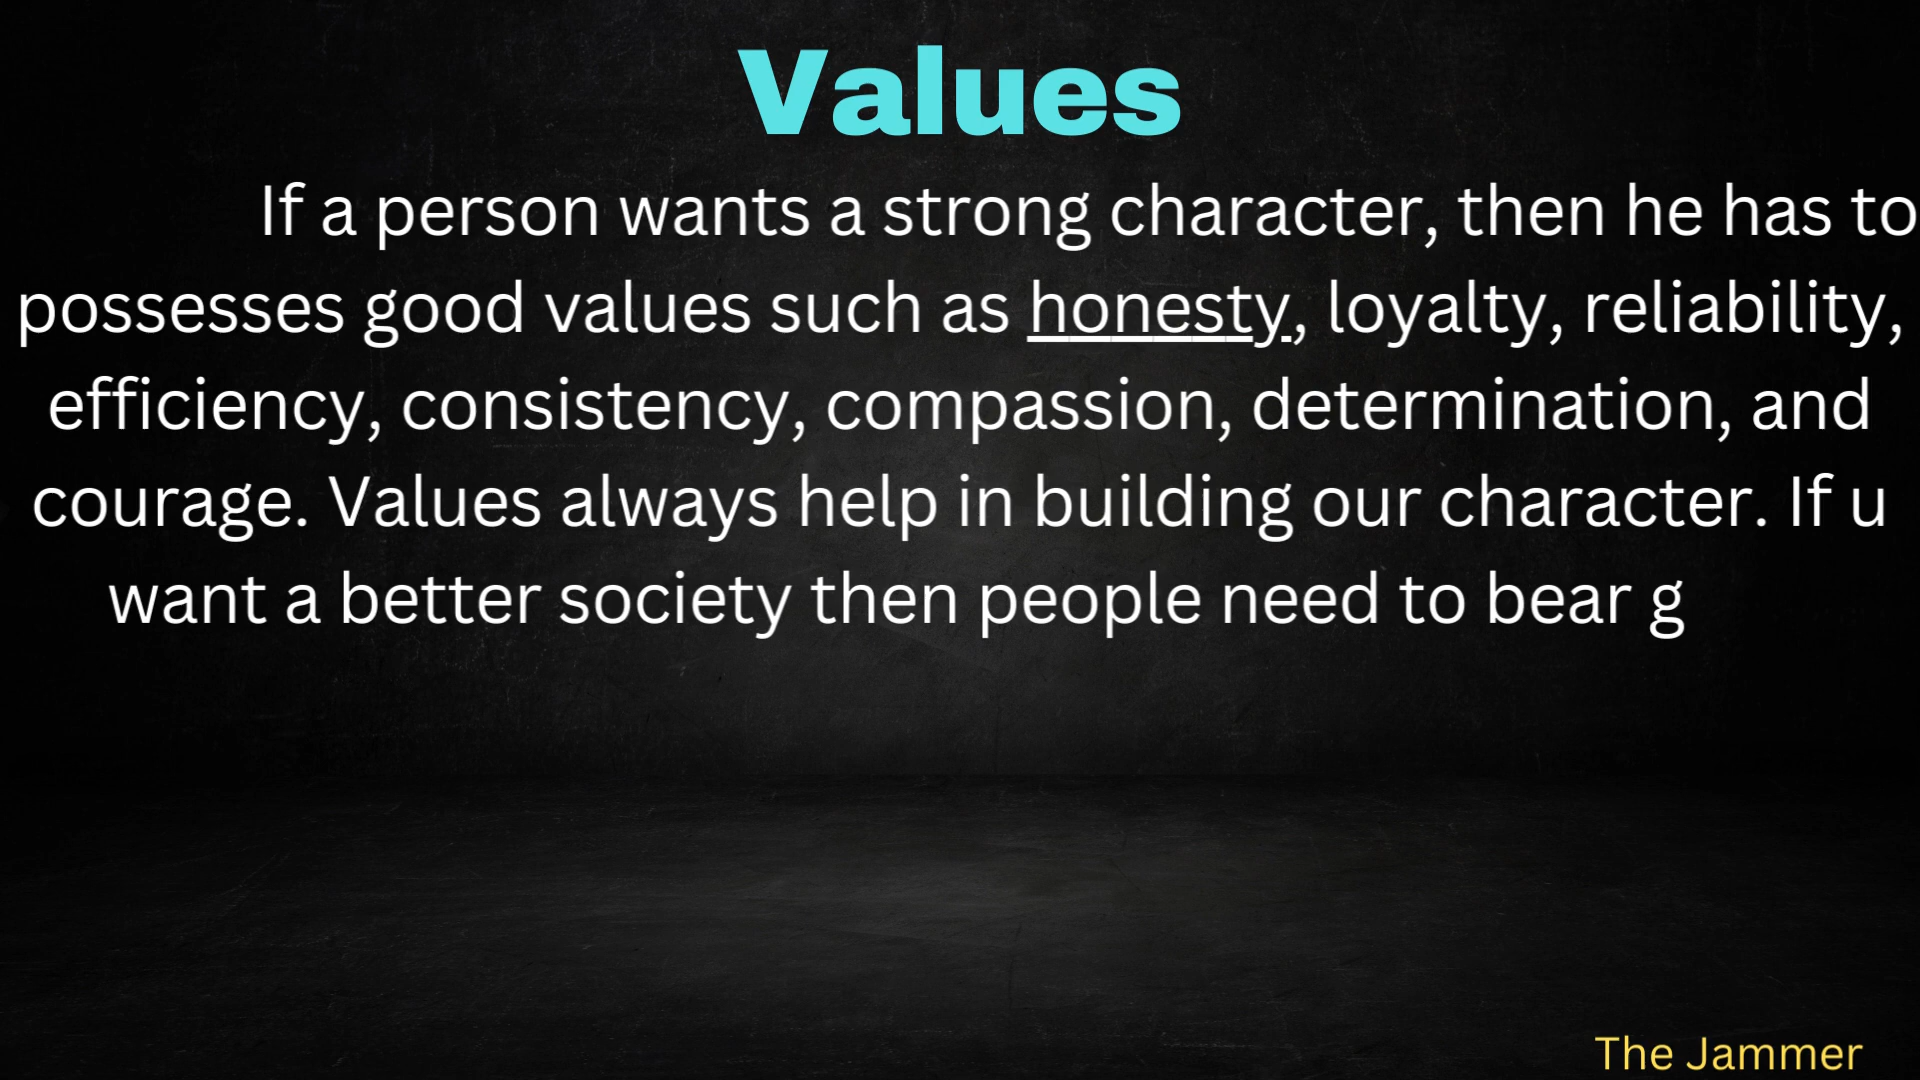 Values
If a person wants a strong character, then he has to
possesses good values such as honesty, loyalty, reliability,
efficiency, consistency, compassion, determination, and
courage. Values always help in building our character. If u
want a better society then people need to bear g
The Jammer